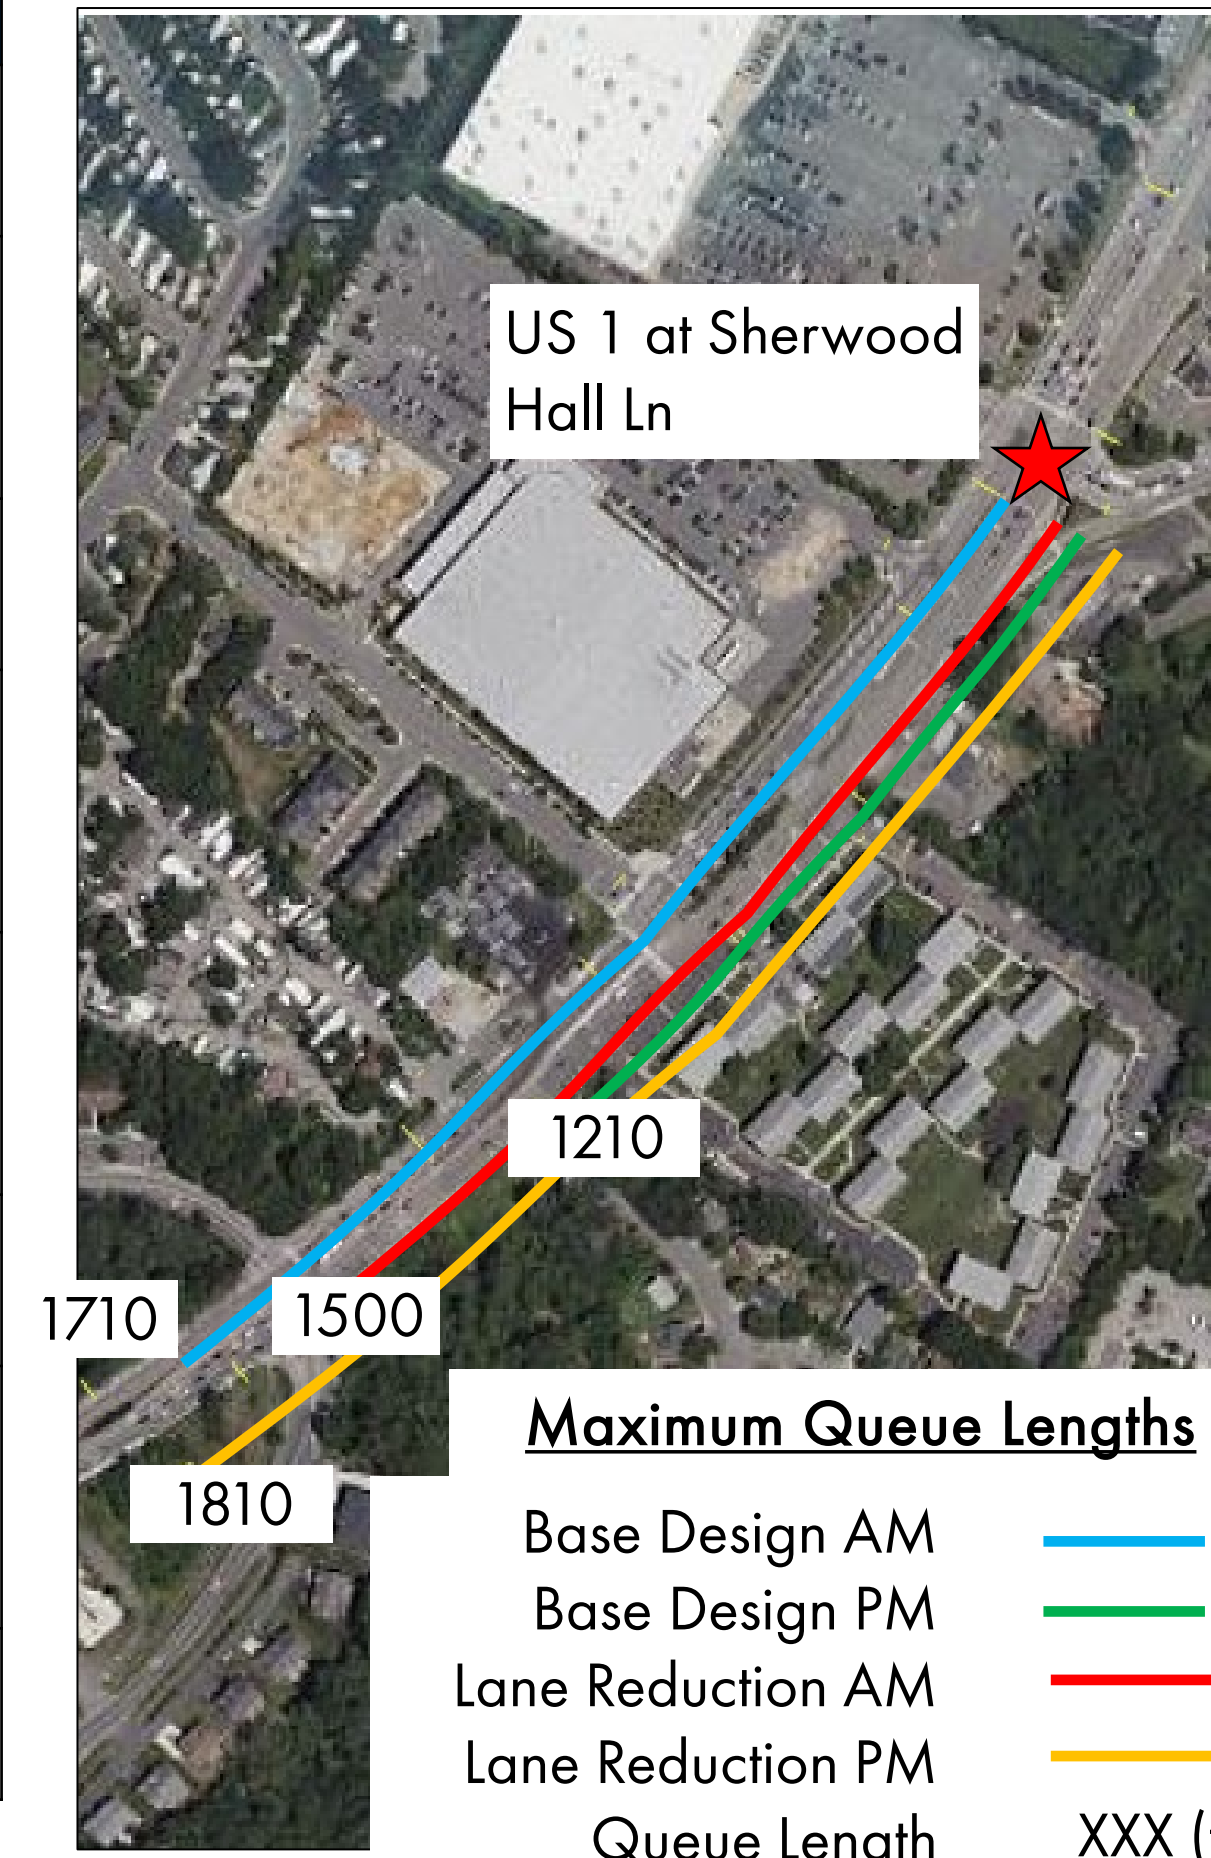 US 1 at Sherwood
Hall Ln
1210
1710
1500
1810
Maximum Queue Lengths
Base Design AM
Base Design PM
Lane Reduction AM
Lane Reduction PM
Queue Length XXX (